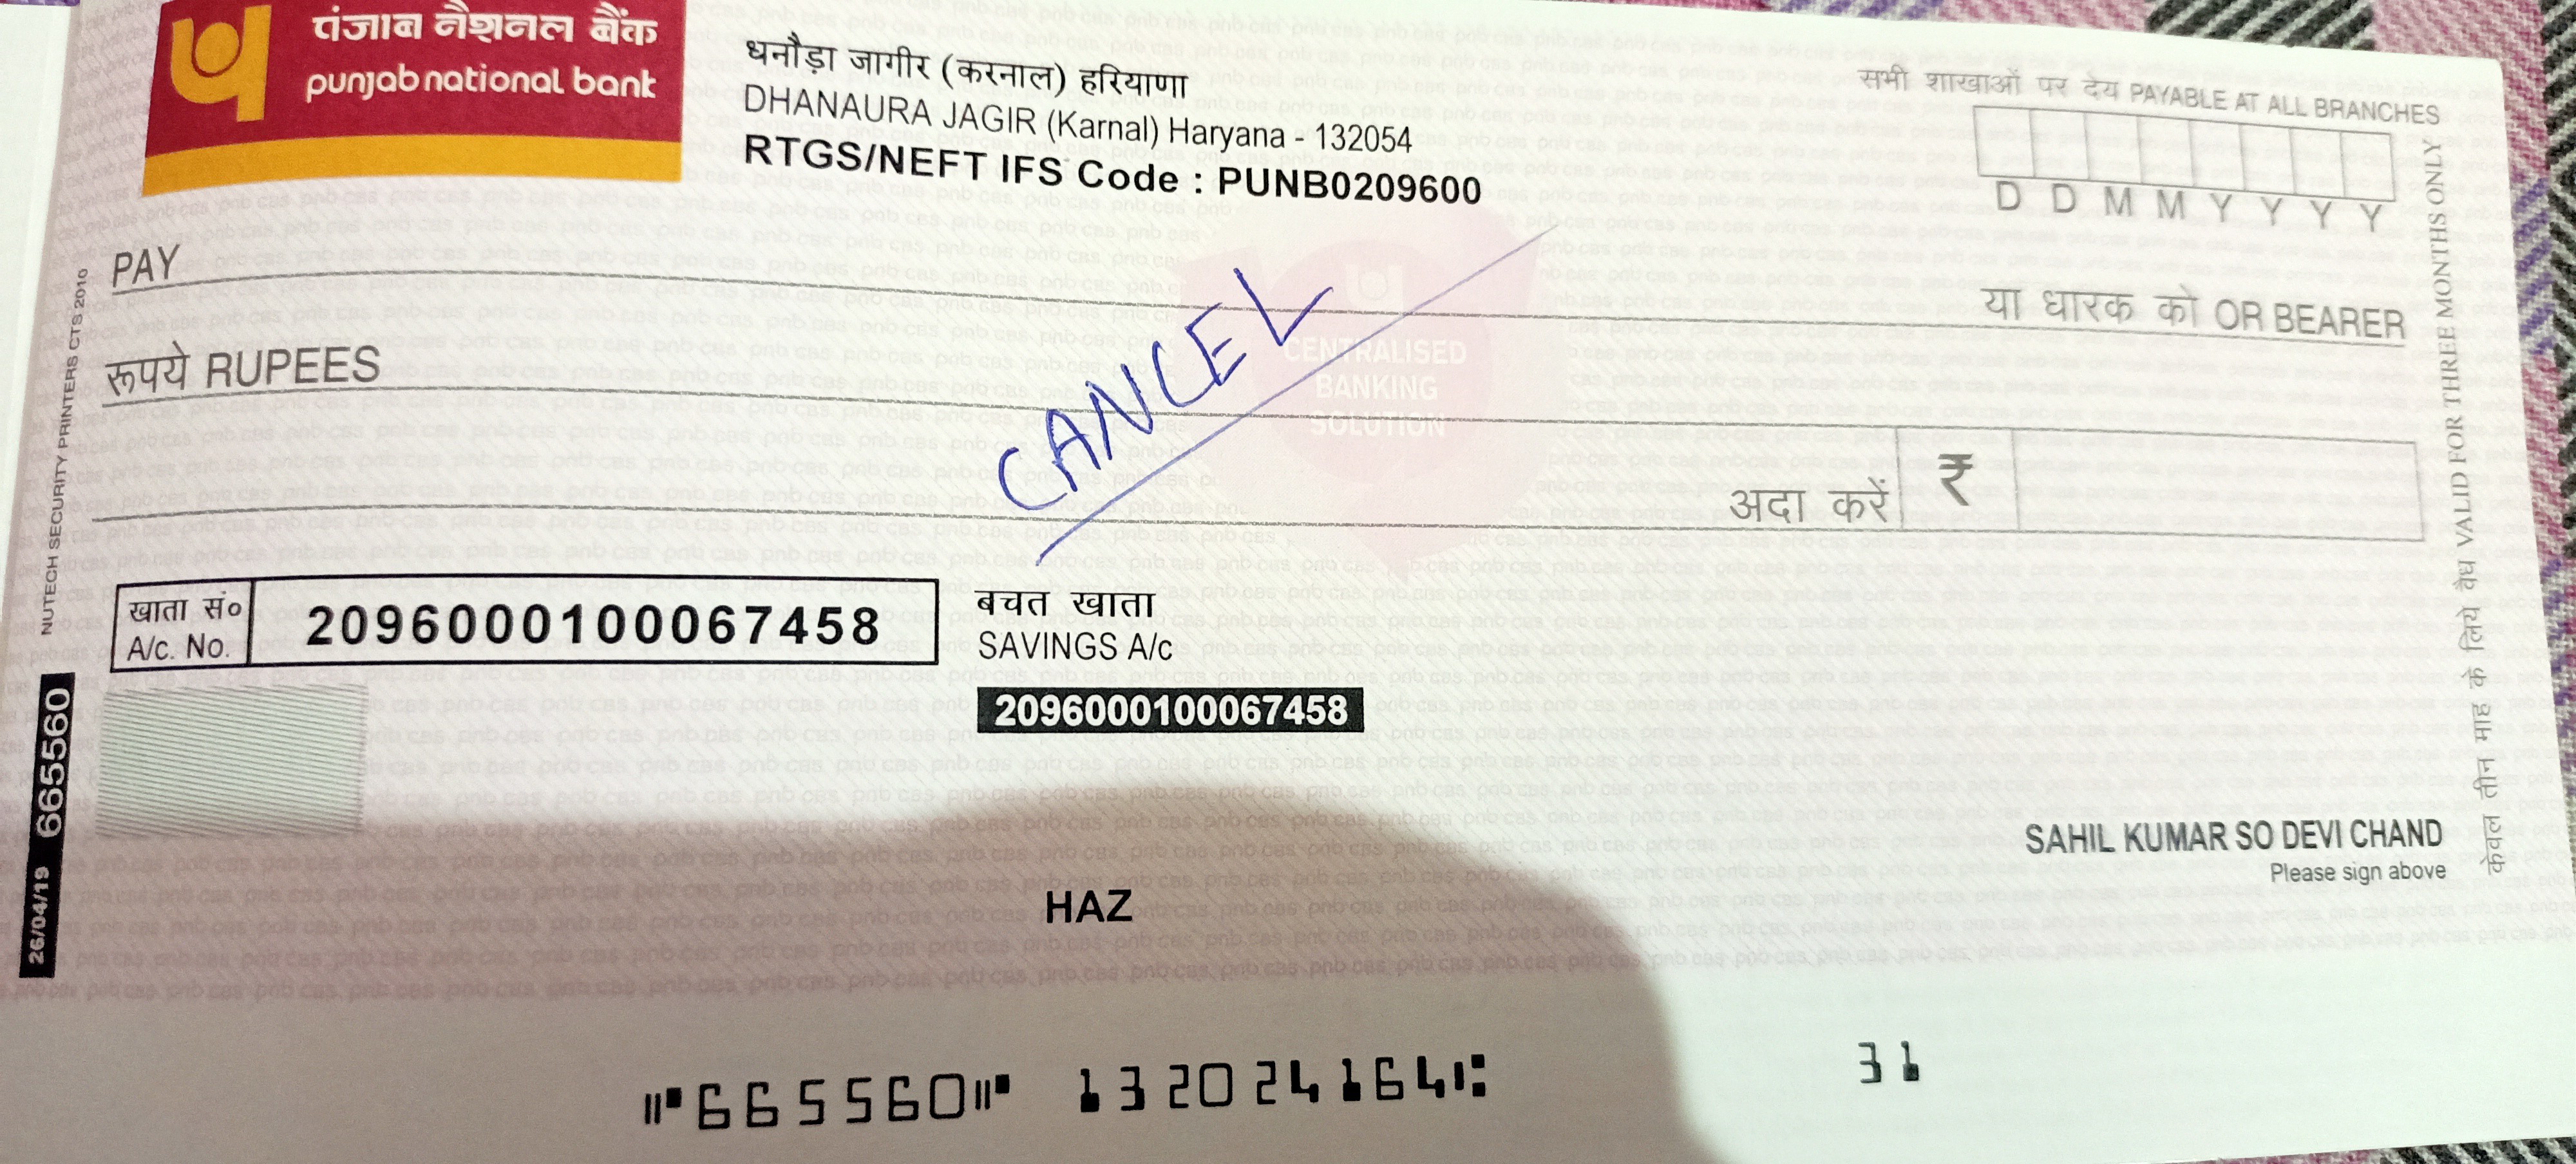 पंजाब नैशनल बैंक
punjab national bank
धनौड़ा जागीर (करनाल) हरियाणा
DHANAURA JAGIR (Karnal) Haryana - 132054
RTGS/NEFT IFS Code : PUNB0209600
सभी शाखाओं पर देय PAYABLE AT ALL BRANCHES
D D M M Y Y Y Y
PAY
या धारक को OR BEARER
रूपये RUPEES
CANCEL
CENTRALISED
BANKING
SOLUTION
अदा करें ₹
खाता सं०
A/c. No.
2096000100067458
बचत खाता
SAVINGS A/c
2096000100067458
NUTECH SECURITY PRINTERS CTS 2010
26/04/19 665560
केवल तीन माह के लिये वैध VALID FOR THREE MONTHS ONLY
SAHIL KUMAR SO DEVI CHAND
Please sign above
HAZ
⑈665560⑈ 132024164⑆ 31